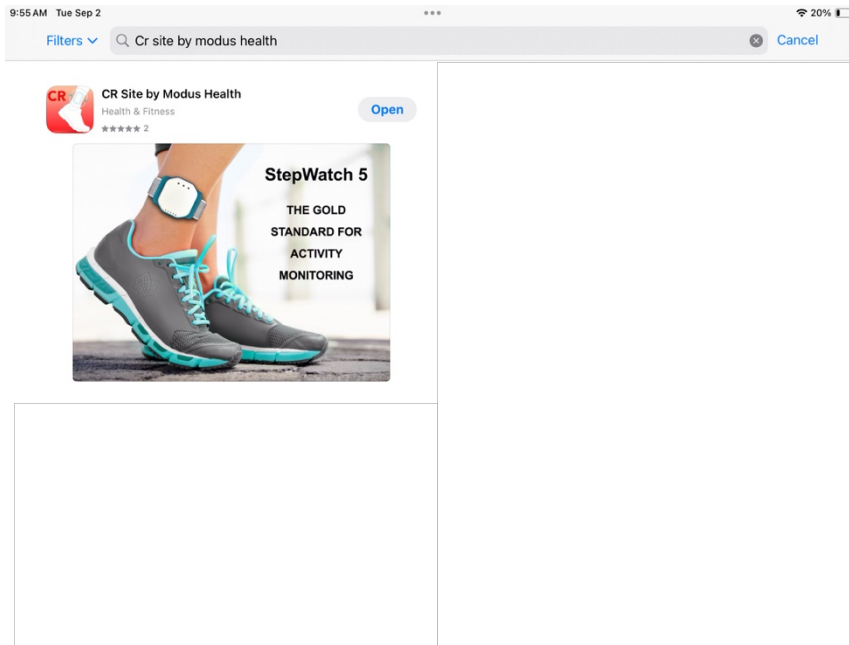 9:55 AM Tue Sep 2
20%
Filters
Cr site by modus health
Cancel
CR
CR Site by Modus Health
Health & Fitness
2
Open
StepWatch 5
THE GOLD
STANDARD FOR
ACTIVITY
MONITORING